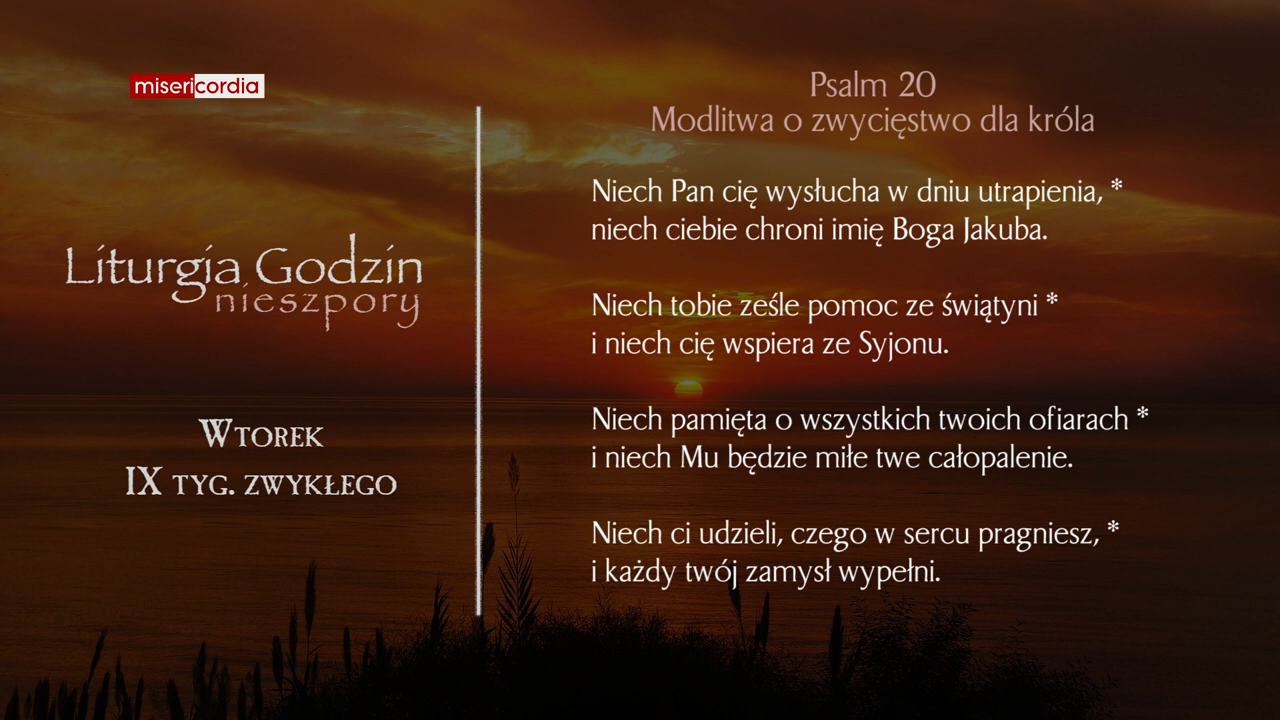 misericordia
Liturgia Godzin
nieszpory
Wtorek
IX tyg. zwykłego
Psalm 20
Modlitwa o zwycięstwo dla króla
Niech Pan cię wysłucha w dniu utrapienia, *
niech ciebie chroni imię Boga Jakuba.
Niech tobie ześle pomoc ze świątyni *
i niech cię wspiera ze Syjonu.
Niech pamięta o wszystkich twoich ofiarach *
i niech Mu będzie miłe twe całopalenie.
Niech ci udzieli, czego w sercu pragniesz, *
i każdy twój zamysł wypełni.